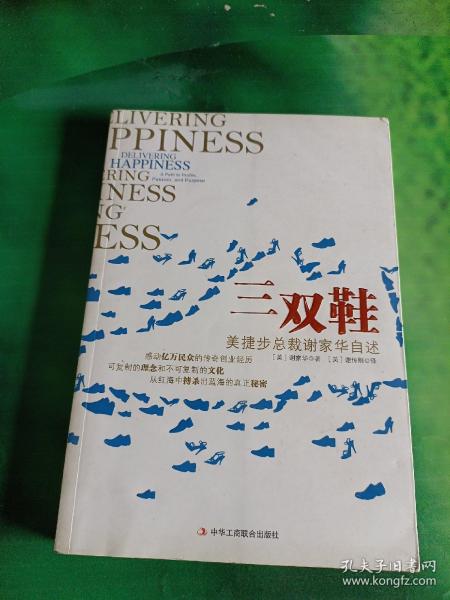 LIVERING
PPINESS
DELIVERING
HAPPINESS
A Path to Profits,
Passion, and Purpose
RING
INESS
NG
ESS
三双鞋
美捷步总裁谢家华自述
[美]谢家华◎著 [美]谢传刚◎译
感动亿万民众的传奇创业经历
可复制的理念和不可复制的文化
从红海中搏杀出蓝海的真正秘密
中华工商联合出版社
孔夫子旧书网
www.kongfz.com